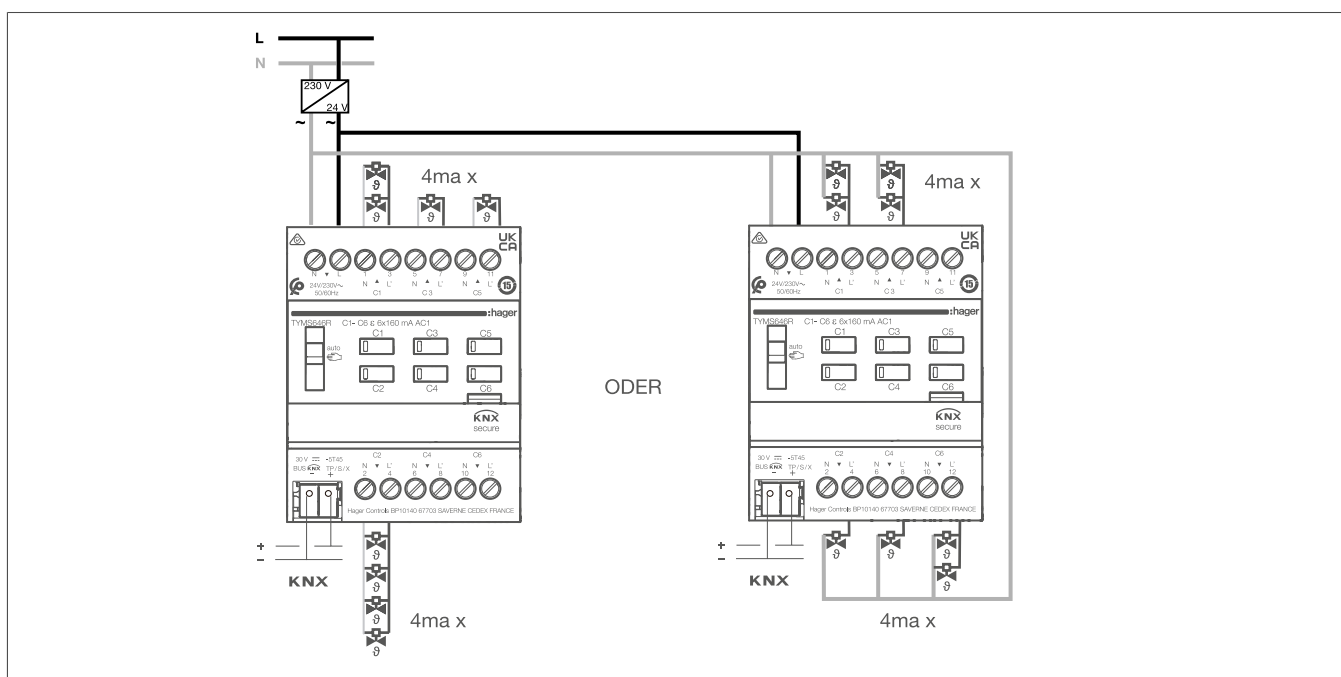 L
N
230 V
24 V
~ ~
4ma x
4ma x
UK
CA
N ▾ L 1 3 5 7 9 11
24V/230V~
50/60Hz
N ▴ L' N ▴ L' N ▴ L'
C1 C3 C5
15
:hager
TYMS646R C1- C6 ε 6x160 mA AC1
auto
C1 C3 C5
C2 C4 C6
KNX
secure
30 V -5T45
BUS KNX TP/S/X
- +
C2 C4 C6
N ▾ L' N ▾ L' N ▾ L'
2 4 6 8 10 12
Hager Controls BP10140 67703 SAVERNE CEDEX FRANCE
+
-
KNX
4ma x
ϑ ϑ ϑ ϑ
ϑ ϑ ϑ ϑ
ODER
UK
CA
N ▾ L 1 3 5 7 9 11
24V/230V~
50/60Hz
N ▴ L' N ▴ L' N ▴ L'
C1 C3 C5
15
:hager
TYMS646R C1- C6 ε 6x160 mA AC1
auto
C1 C3 C5
C2 C4 C6
KNX
secure
30 V -5T45
BUS KNX TP/S/X
- +
C2 C4 C6
N ▾ L' N ▾ L' N ▾ L'
2 4 6 8 10 12
Hager Controls BP10140 67703 SAVERNE CEDEX FRANCE
+
-
KNX
4ma x
ϑ ϑ ϑ ϑ
ϑ ϑ ϑ ϑ